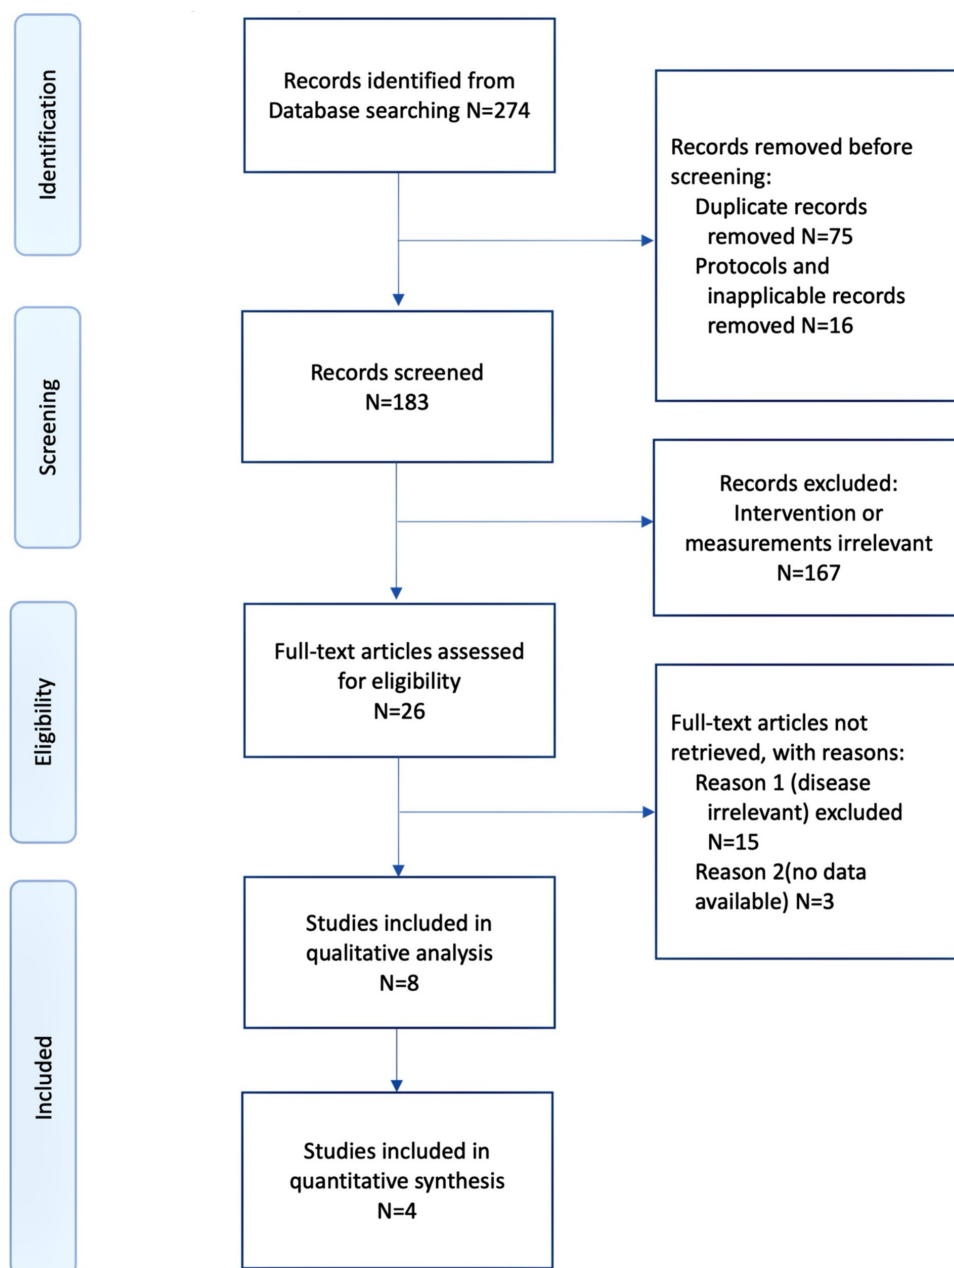 Identification
Records identified from
Database searching N=274
Records removed before
screening:
Duplicate records
removed N=75
Protocols and
inapplicable records
removed N=16
Screening
Records screened
N=183
Records excluded:
Intervention or
measurements irrelevant
N=167
Eligibility
Full-text articles assessed
for eligibility
N=26
Full-text articles not
retrieved, with reasons:
Reason 1 (disease
irrelevant) excluded
N=15
Reason 2(no data
available) N=3
Included
Studies included in
qualitative analysis
N=8
Studies included in
quantitative synthesis
N=4